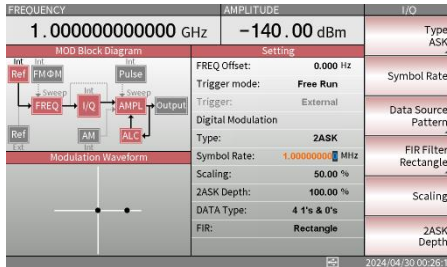 FREQUENCY AMPLITUDE I/Q
1.000000000000 GHz -140.00 dBm
MOD Block Diagram
Int Int Int
Ref FMΦM Pulse
Sweep Int Sweep
FREQ I/Q AMPL Output
Ref AM ALC
Ext Int
Modulation Waveform
Setting
FREQ Offset: 0.000 Hz
Trigger mode: Free Run
Trigger: External
Digital Modulation
Type: 2ASK
Symbol Rate: 1.000000000 MHz
Scaling: 50.00 %
2ASK Depth: 100.00 %
DATA Type: 4 1's & 0's
FIR: Rectangle
Type
ASK
Symbol Rate
Data Source
Pattern
FIR Filter
Rectangle
Scaling
2ASK
Depth
2024/04/30 00:26:1